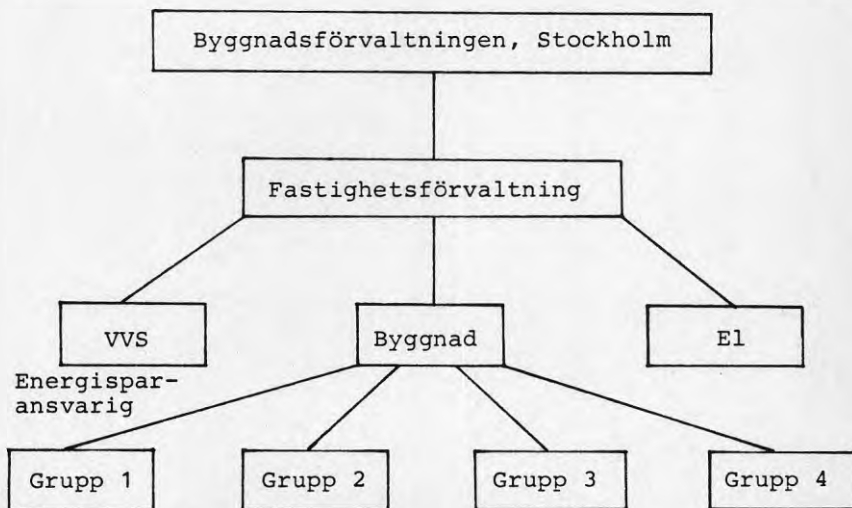 Byggnadsförvaltningen, Stockholm
Fastighetsförvaltning
VVS
Byggnad
El
Energispar-
ansvarig
Grupp 1
Grupp 2
Grupp 3
Grupp 4